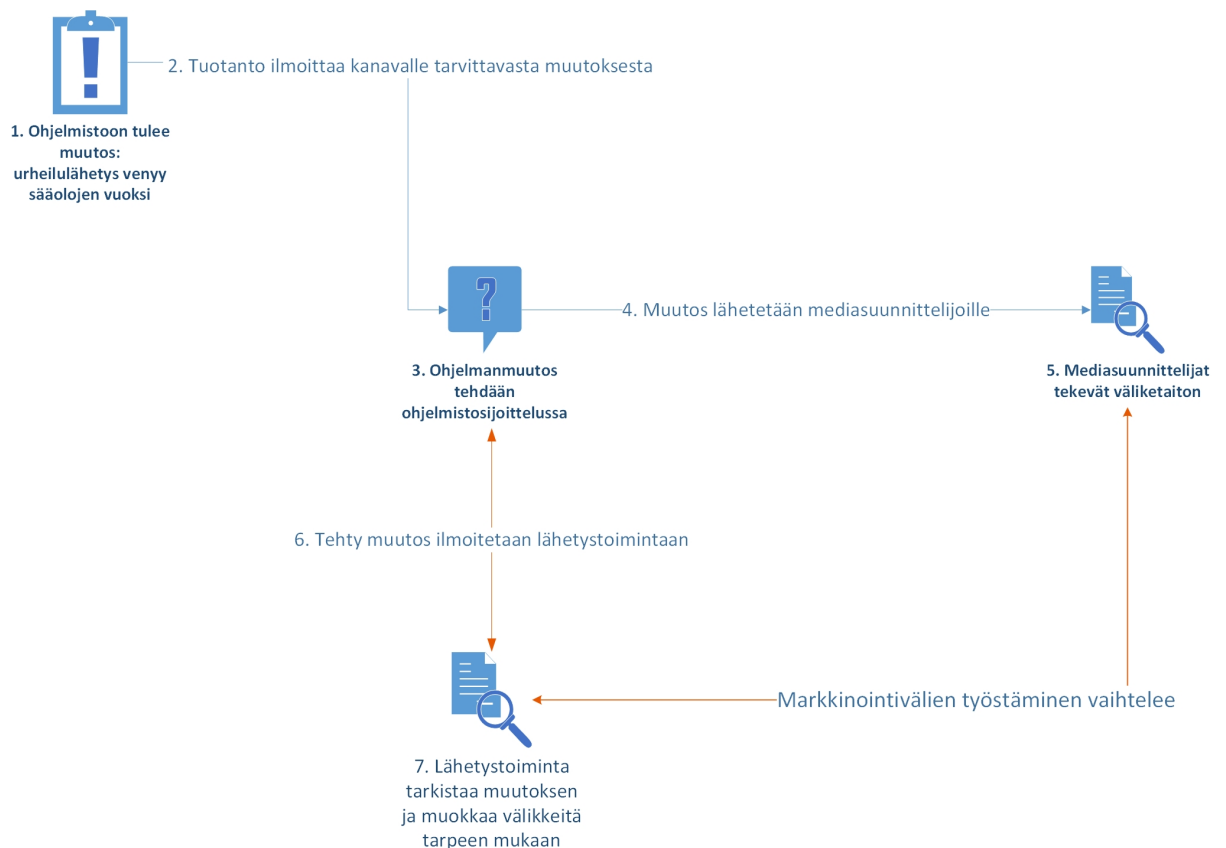 2. Tuotanto ilmoittaa kanavalle tarvittavasta muutoksesta
1. Ohjelmistoon tulee
muutos:
urheilulähetys venyy
sääolojen vuoksi
4. Muutos lähetetään mediasuunnittelijoille
3. Ohjelmanmuutos
tehdään
ohjelmistosijoittelussa
5. Mediasuunnittelijat
tekevät väliketaiton
6. Tehty muutos ilmoitetaan lähetystoimintaan
Markkinointivälien työstäminen vaihtelee
7. Lähetystoiminta
tarkistaa muutoksen
ja muokkaa välikkeitä
tarpeen mukaan